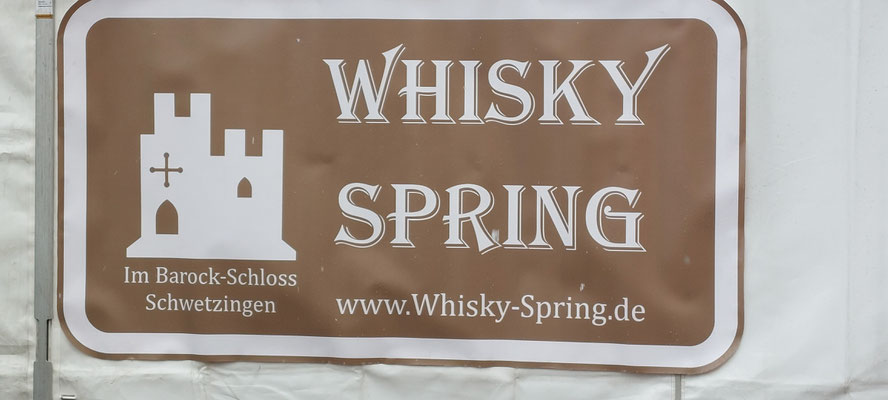 WHISKY
SPRING
Im Barock-Schloss
Schwetzingen
www.Whisky-Spring.de